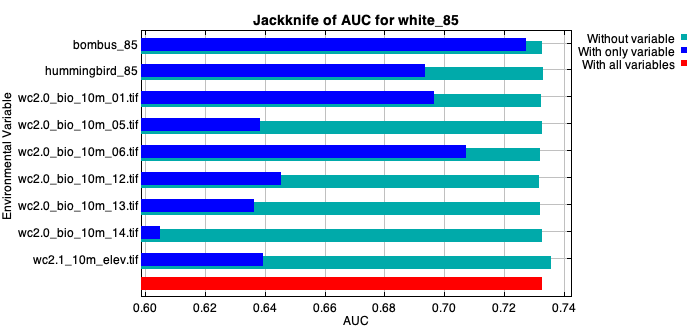 Jackknife of AUC for white_85
Without variable
With only variable
With all variables
Environmental Variable
bombus_85
hummingbird_85
wc2.0_bio_10m_01.tif
wc2.0_bio_10m_05.tif
wc2.0_bio_10m_06.tif
wc2.0_bio_10m_12.tif
wc2.0_bio_10m_13.tif
wc2.0_bio_10m_14.tif
wc2.1_10m_elev.tif
0.60 0.62 0.64 0.66 0.68 0.70 0.72 0.74
AUC